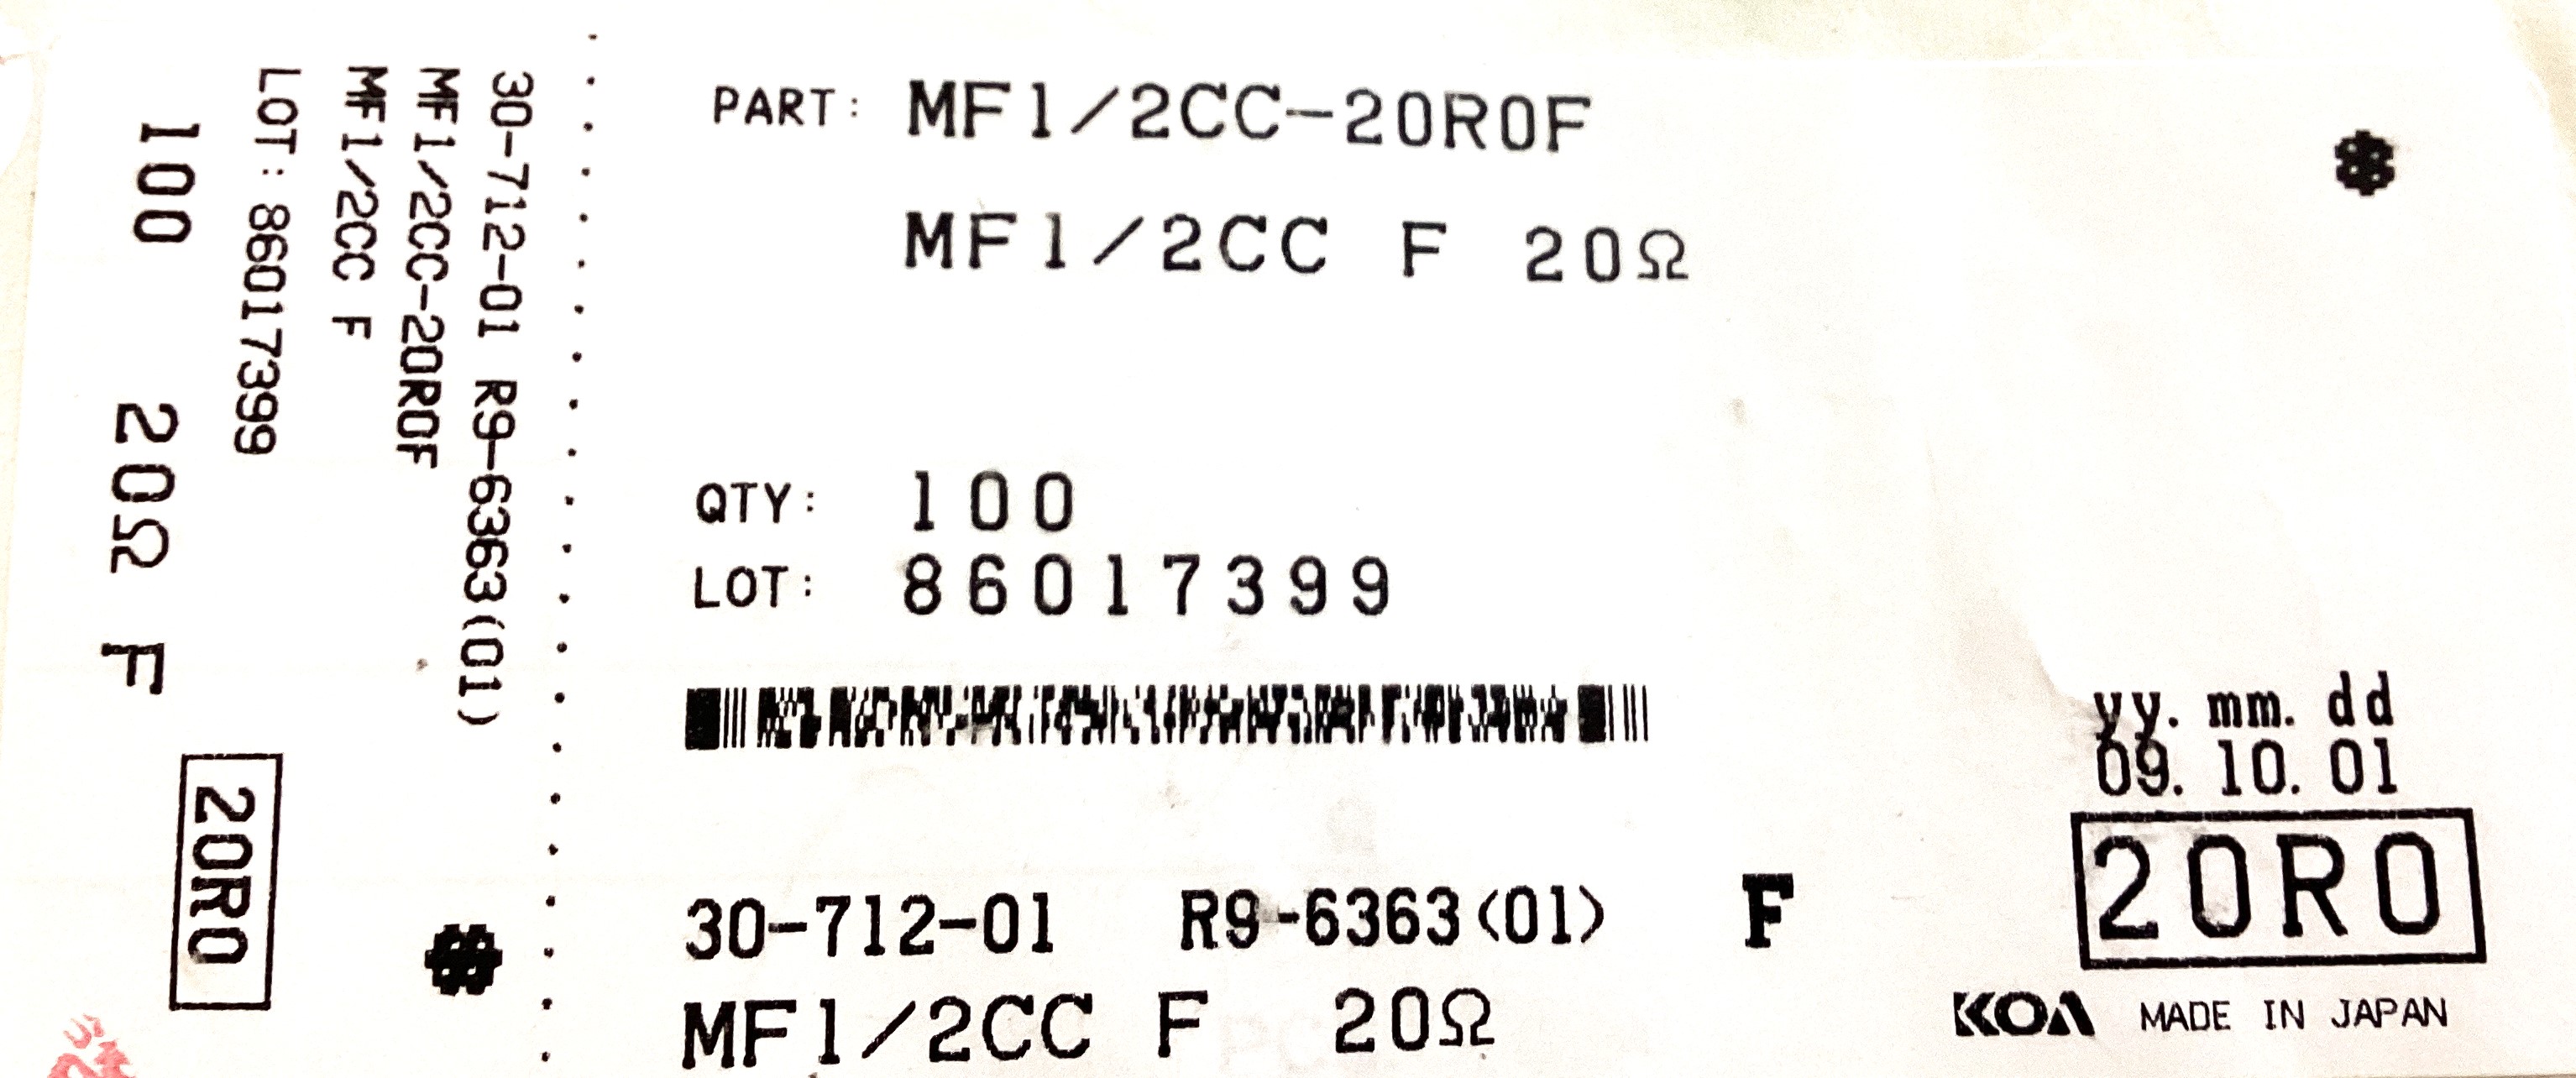 30-712-01 R9-6363(01)
MF1/2CC-20R0F
MF1/2CC F
LOT: 86017399
100 20Ω F
20R0
PART: MF1/2CC-20R0F
MF1/2CC F 20Ω
QTY: 100
LOT: 86017399
yy. mm. dd
09. 10. 01
20R0
30-712-01 R9-6363(01) F
MF1/2CC F 20Ω
KOA MADE IN JAPAN